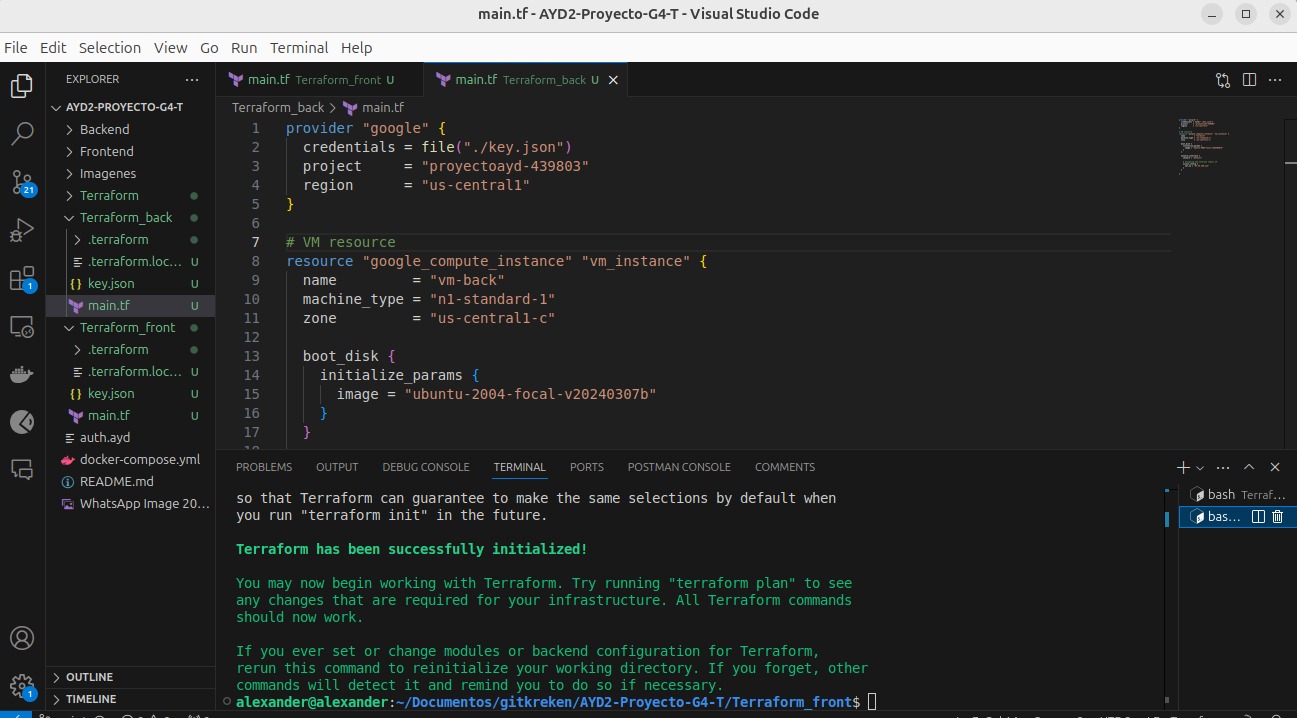 main.tf - AYD2-Proyecto-G4-T - Visual Studio Code
File Edit Selection View Go Run Terminal Help
EXPLORER
AYD2-PROYECTO-G4-T
Backend
Frontend
Imagenes
Terraform
Terraform_back
.terraform
.terraform.loc... U
key.json U
main.tf U
Terraform_front
.terraform
.terraform.loc... U
key.json U
main.tf U
auth.ayd
docker-compose.yml
README.md
WhatsApp Image 20...
OUTLINE
TIMELINE
21
1
1
main.tf Terraform_front U
main.tf Terraform_back U
Terraform_back > main.tf
1 provider "google" {
2 credentials = file("./key.json")
3 project = "proyectoayd-439803"
4 region = "us-central1"
5 }
6
7 # VM resource
8 resource "google_compute_instance" "vm_instance" {
9 name = "vm-back"
10 machine_type = "n1-standard-1"
11 zone = "us-central1-c"
12
13 boot_disk {
14 initialize_params {
15 image = "ubuntu-2004-focal-v20240307b"
16 }
17 }
PROBLEMS OUTPUT DEBUG CONSOLE TERMINAL PORTS POSTMAN CONSOLE COMMENTS
so that Terraform can guarantee to make the same selections by default when
you run "terraform init" in the future.
Terraform has been successfully initialized!
You may now begin working with Terraform. Try running "terraform plan" to see
any changes that are required for your infrastructure. All Terraform commands
should now work.
If you ever set or change modules or backend configuration for Terraform,
rerun this command to reinitialize your working directory. If you forget, other
commands will detect it and remind you to do so if necessary.
alexander@alexander:~/Documentos/gitkreken/AYD2-Proyecto-G4-T/Terraform_front$
bash Terraf...
bas...